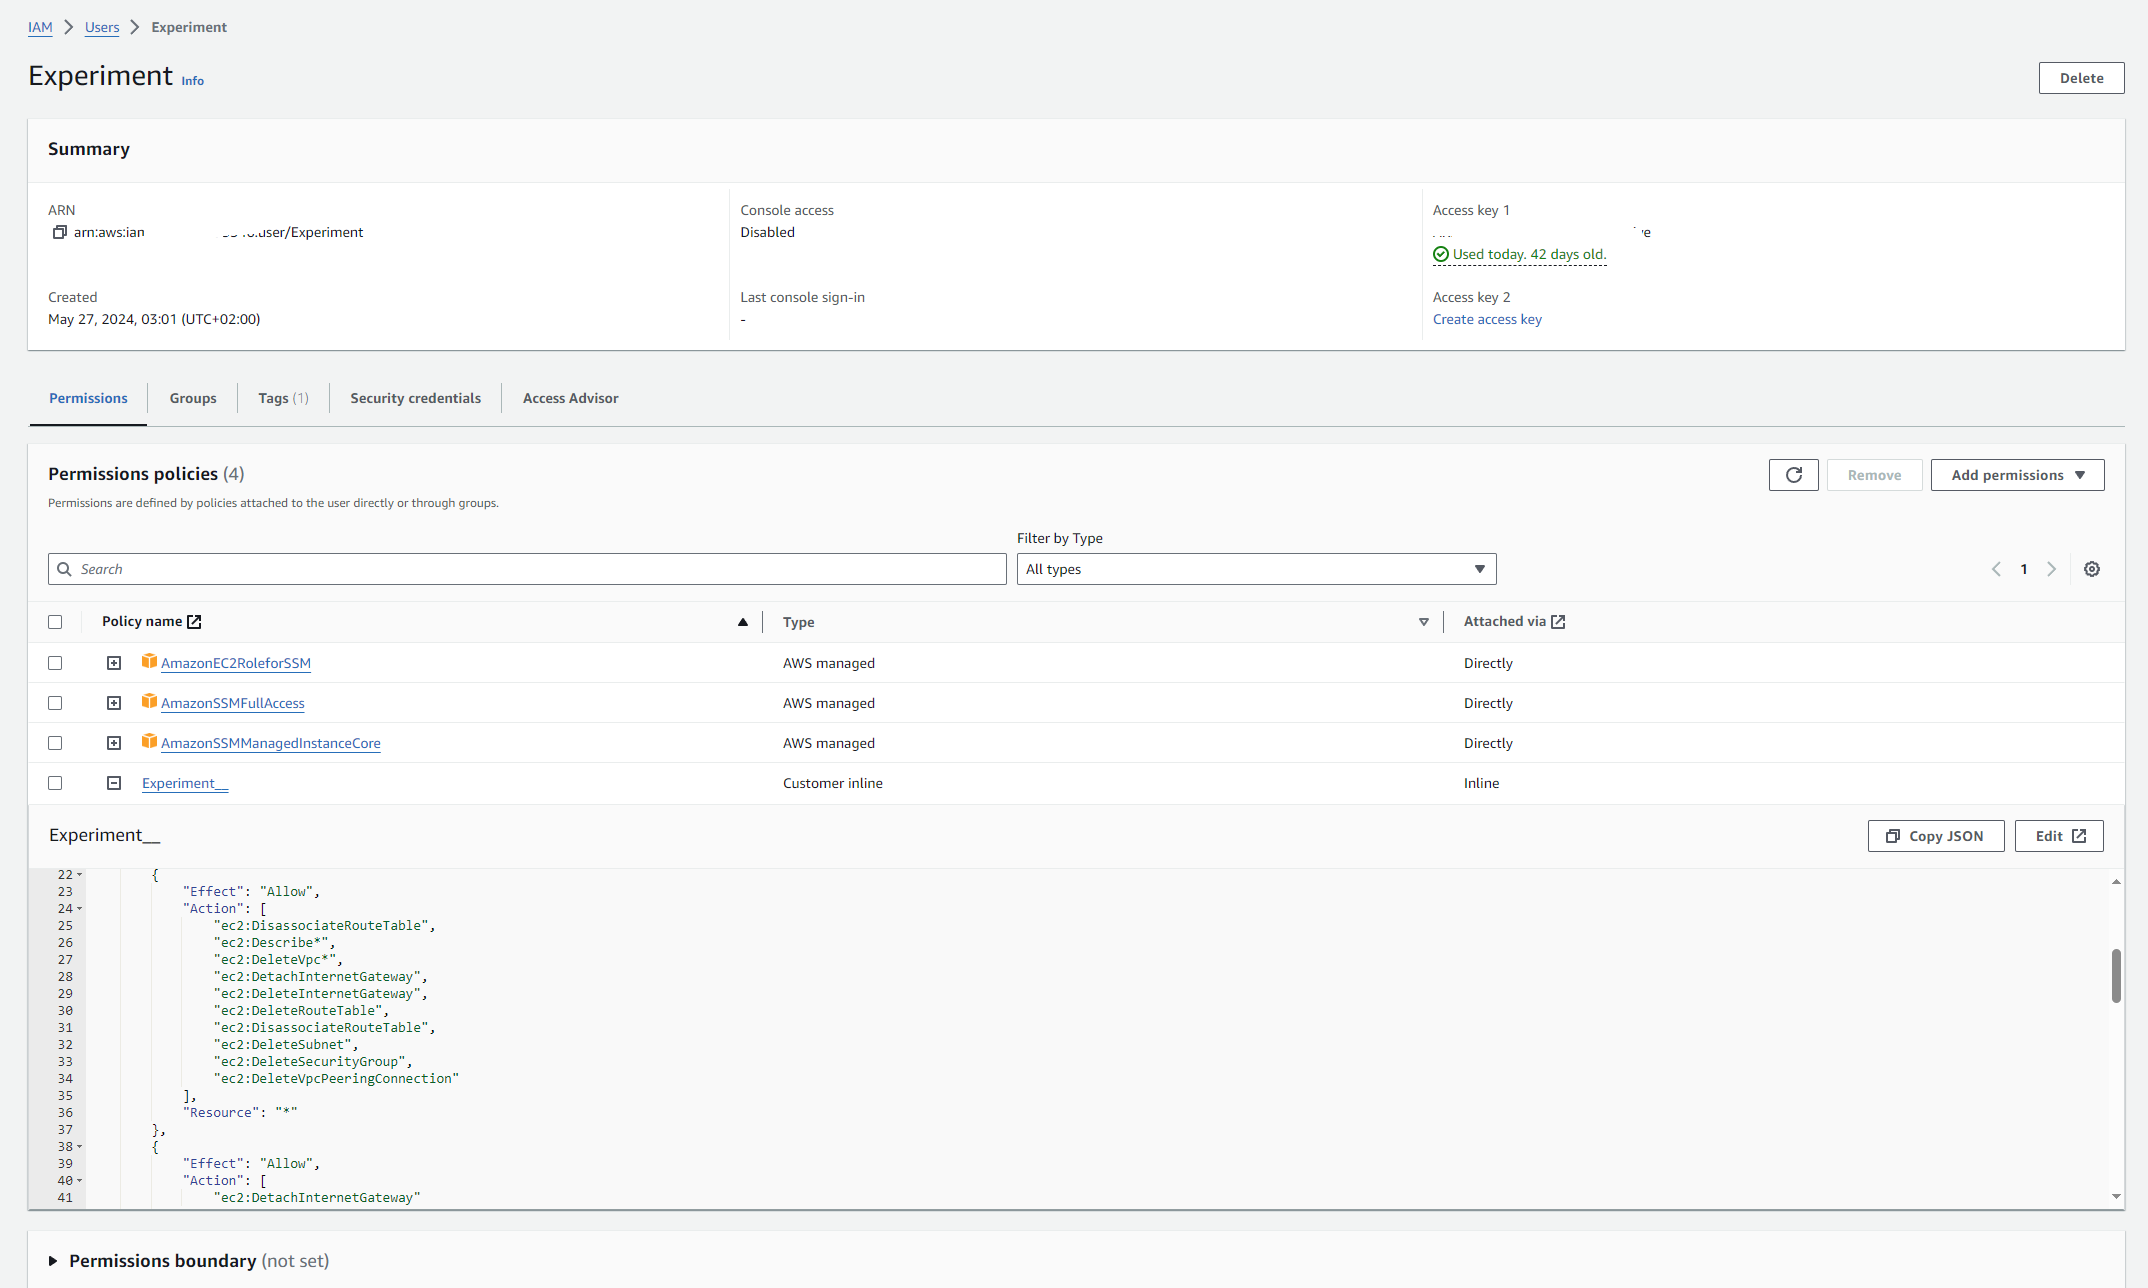 IAM > Users > Experiment
Experiment Info
Delete
Summary
ARN
arn:aws:iam user/Experiment
Console access
Disabled
Access key 1
Used today. 42 days old.
Created
May 27, 2024, 03:01 (UTC+02:00)
Last console sign-in
-
Access key 2
Create access key
Permissions
Groups
Tags (1)
Security credentials
Access Advisor
Permissions policies (4)
Permissions are defined by policies attached to the user directly or through groups.
Remove
Add permissions
Filter by Type
Search
All types
1
Policy name
Type
Attached via
AmazonEC2RoleforSSM AWS managed Directly
AmazonSSMFullAccess AWS managed Directly
AmazonSSMManagedInstanceCore AWS managed Directly
Experiment__ Customer inline Inline
Experiment__
Copy JSON
Edit
22 {
23 "Effect": "Allow",
24 "Action": [
25 "ec2:DisassociateRouteTable",
26 "ec2:Describe*",
27 "ec2:DeleteVpc*",
28 "ec2:DetachInternetGateway",
29 "ec2:DeleteInternetGateway",
30 "ec2:DeleteRouteTable",
31 "ec2:DisassociateRouteTable",
32 "ec2:DeleteSubnet",
33 "ec2:DeleteSecurityGroup",
34 "ec2:DeleteVpcPeeringConnection"
35 ],
36 "Resource": "*"
37 },
38 {
39 "Effect": "Allow",
40 "Action": [
41 "ec2:DetachInternetGateway"
Permissions boundary (not set)